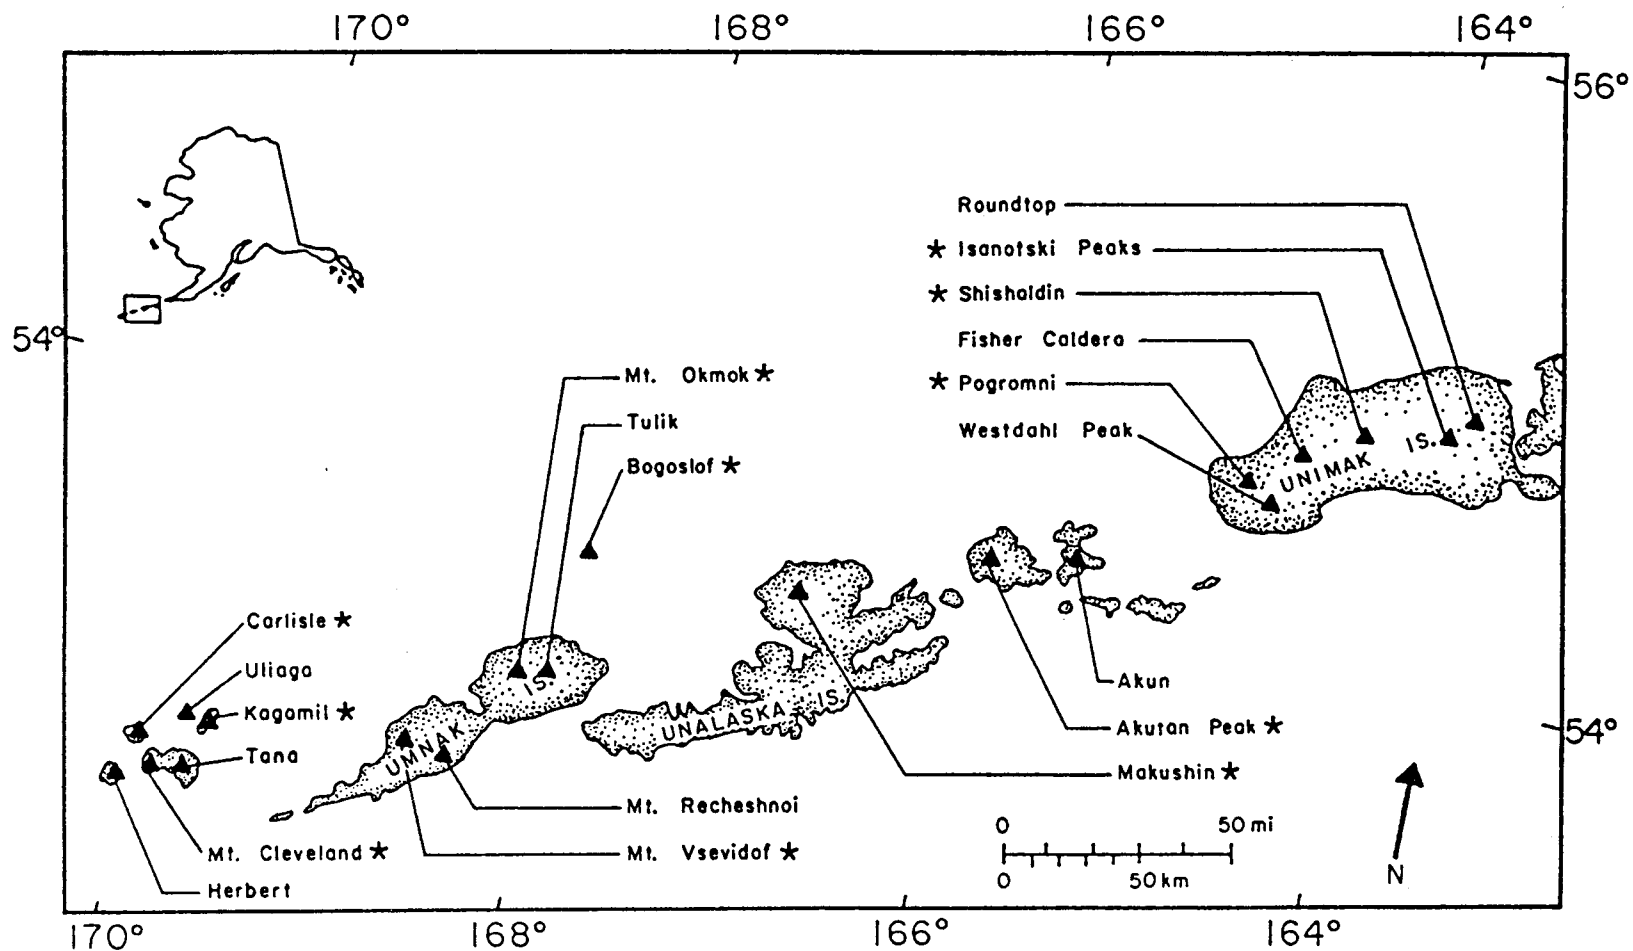 170° 168° 166° 164°
56°
Roundtop
★ Isanotski Peaks
★ Shishaldin
54°
Fisher Caldera
Mt. Okmok ★
★ Pogromni
Tulik
Westdahl Peak
Bogoslof ★
UNIMAK IS.
Carlisle ★
Uliaga
Kagamil ★
Tana
UMNAK IS.
UNALASKA IS.
Akun
Akutan Peak ★
54°
Makushin ★
Mt. Recheshnoi
Mt. Vsevidof ★
Mt. Cleveland ★
Herbert
0 50 mi
0 50 km
N
170° 168° 166° 164°